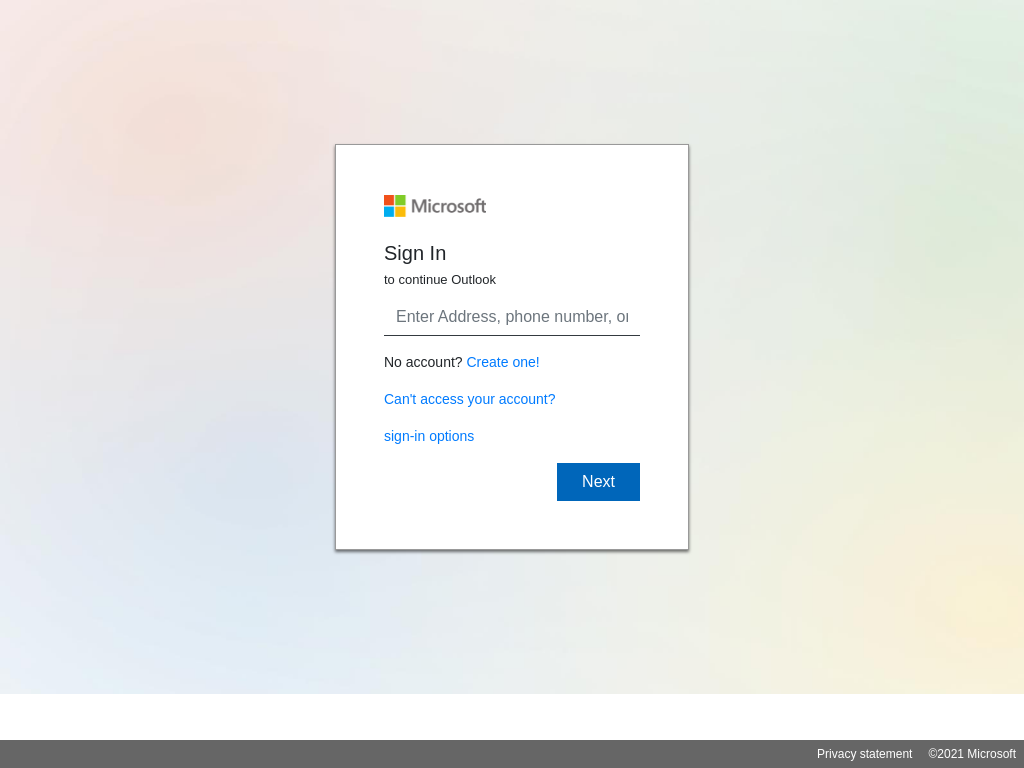 Microsoft
Sign In
to continue Outlook
Enter Address, phone number, or
No account? Create one!
Can't access your account?
sign-in options
Next
Privacy statement ©2021 Microsoft